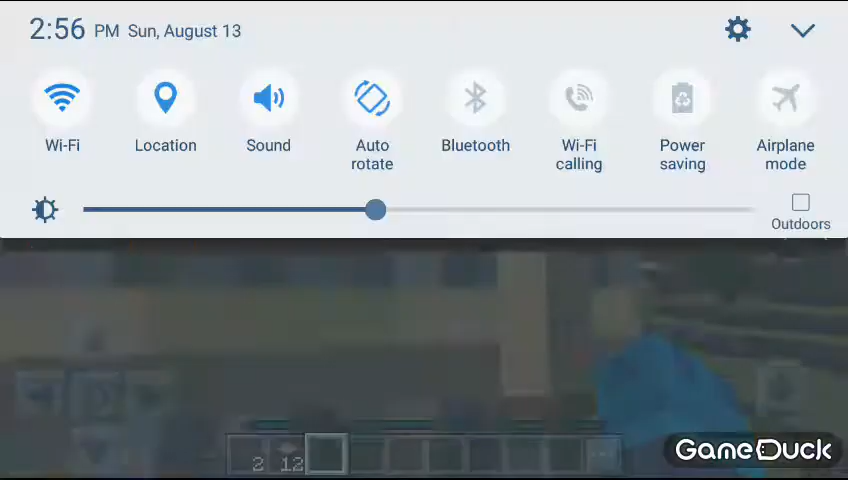 2:56 PM Sun, August 13
Wi-Fi
Location
Sound
Auto
rotate
Bluetooth
Wi-Fi
calling
Power
saving
Airplane
mode
Outdoors
2
12
GameDuck